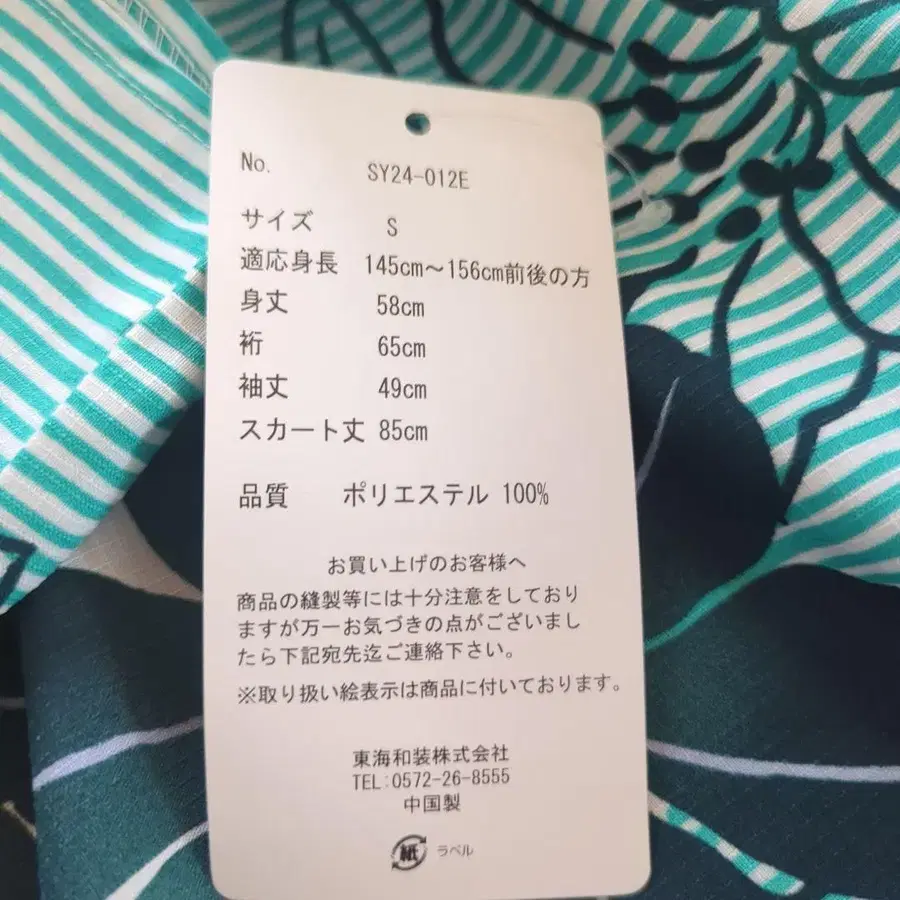 No. SY24-012E
サイズ S
適応身長 145cm～156cm前後の方
身丈 58cm
裄 65cm
袖丈 49cm
スカート丈 85cm
品質 ポリエステル 100%
お買い上げのお客様へ
商品の縫製等には十分注意をしており
ますが万一お気づきの点がございまし
たら下記宛先迄ご連絡下さい。
※取り扱い絵表示は商品に付いております。
東海和装株式会社
TEL:0572-26-8555
中国製
紙 ラベル